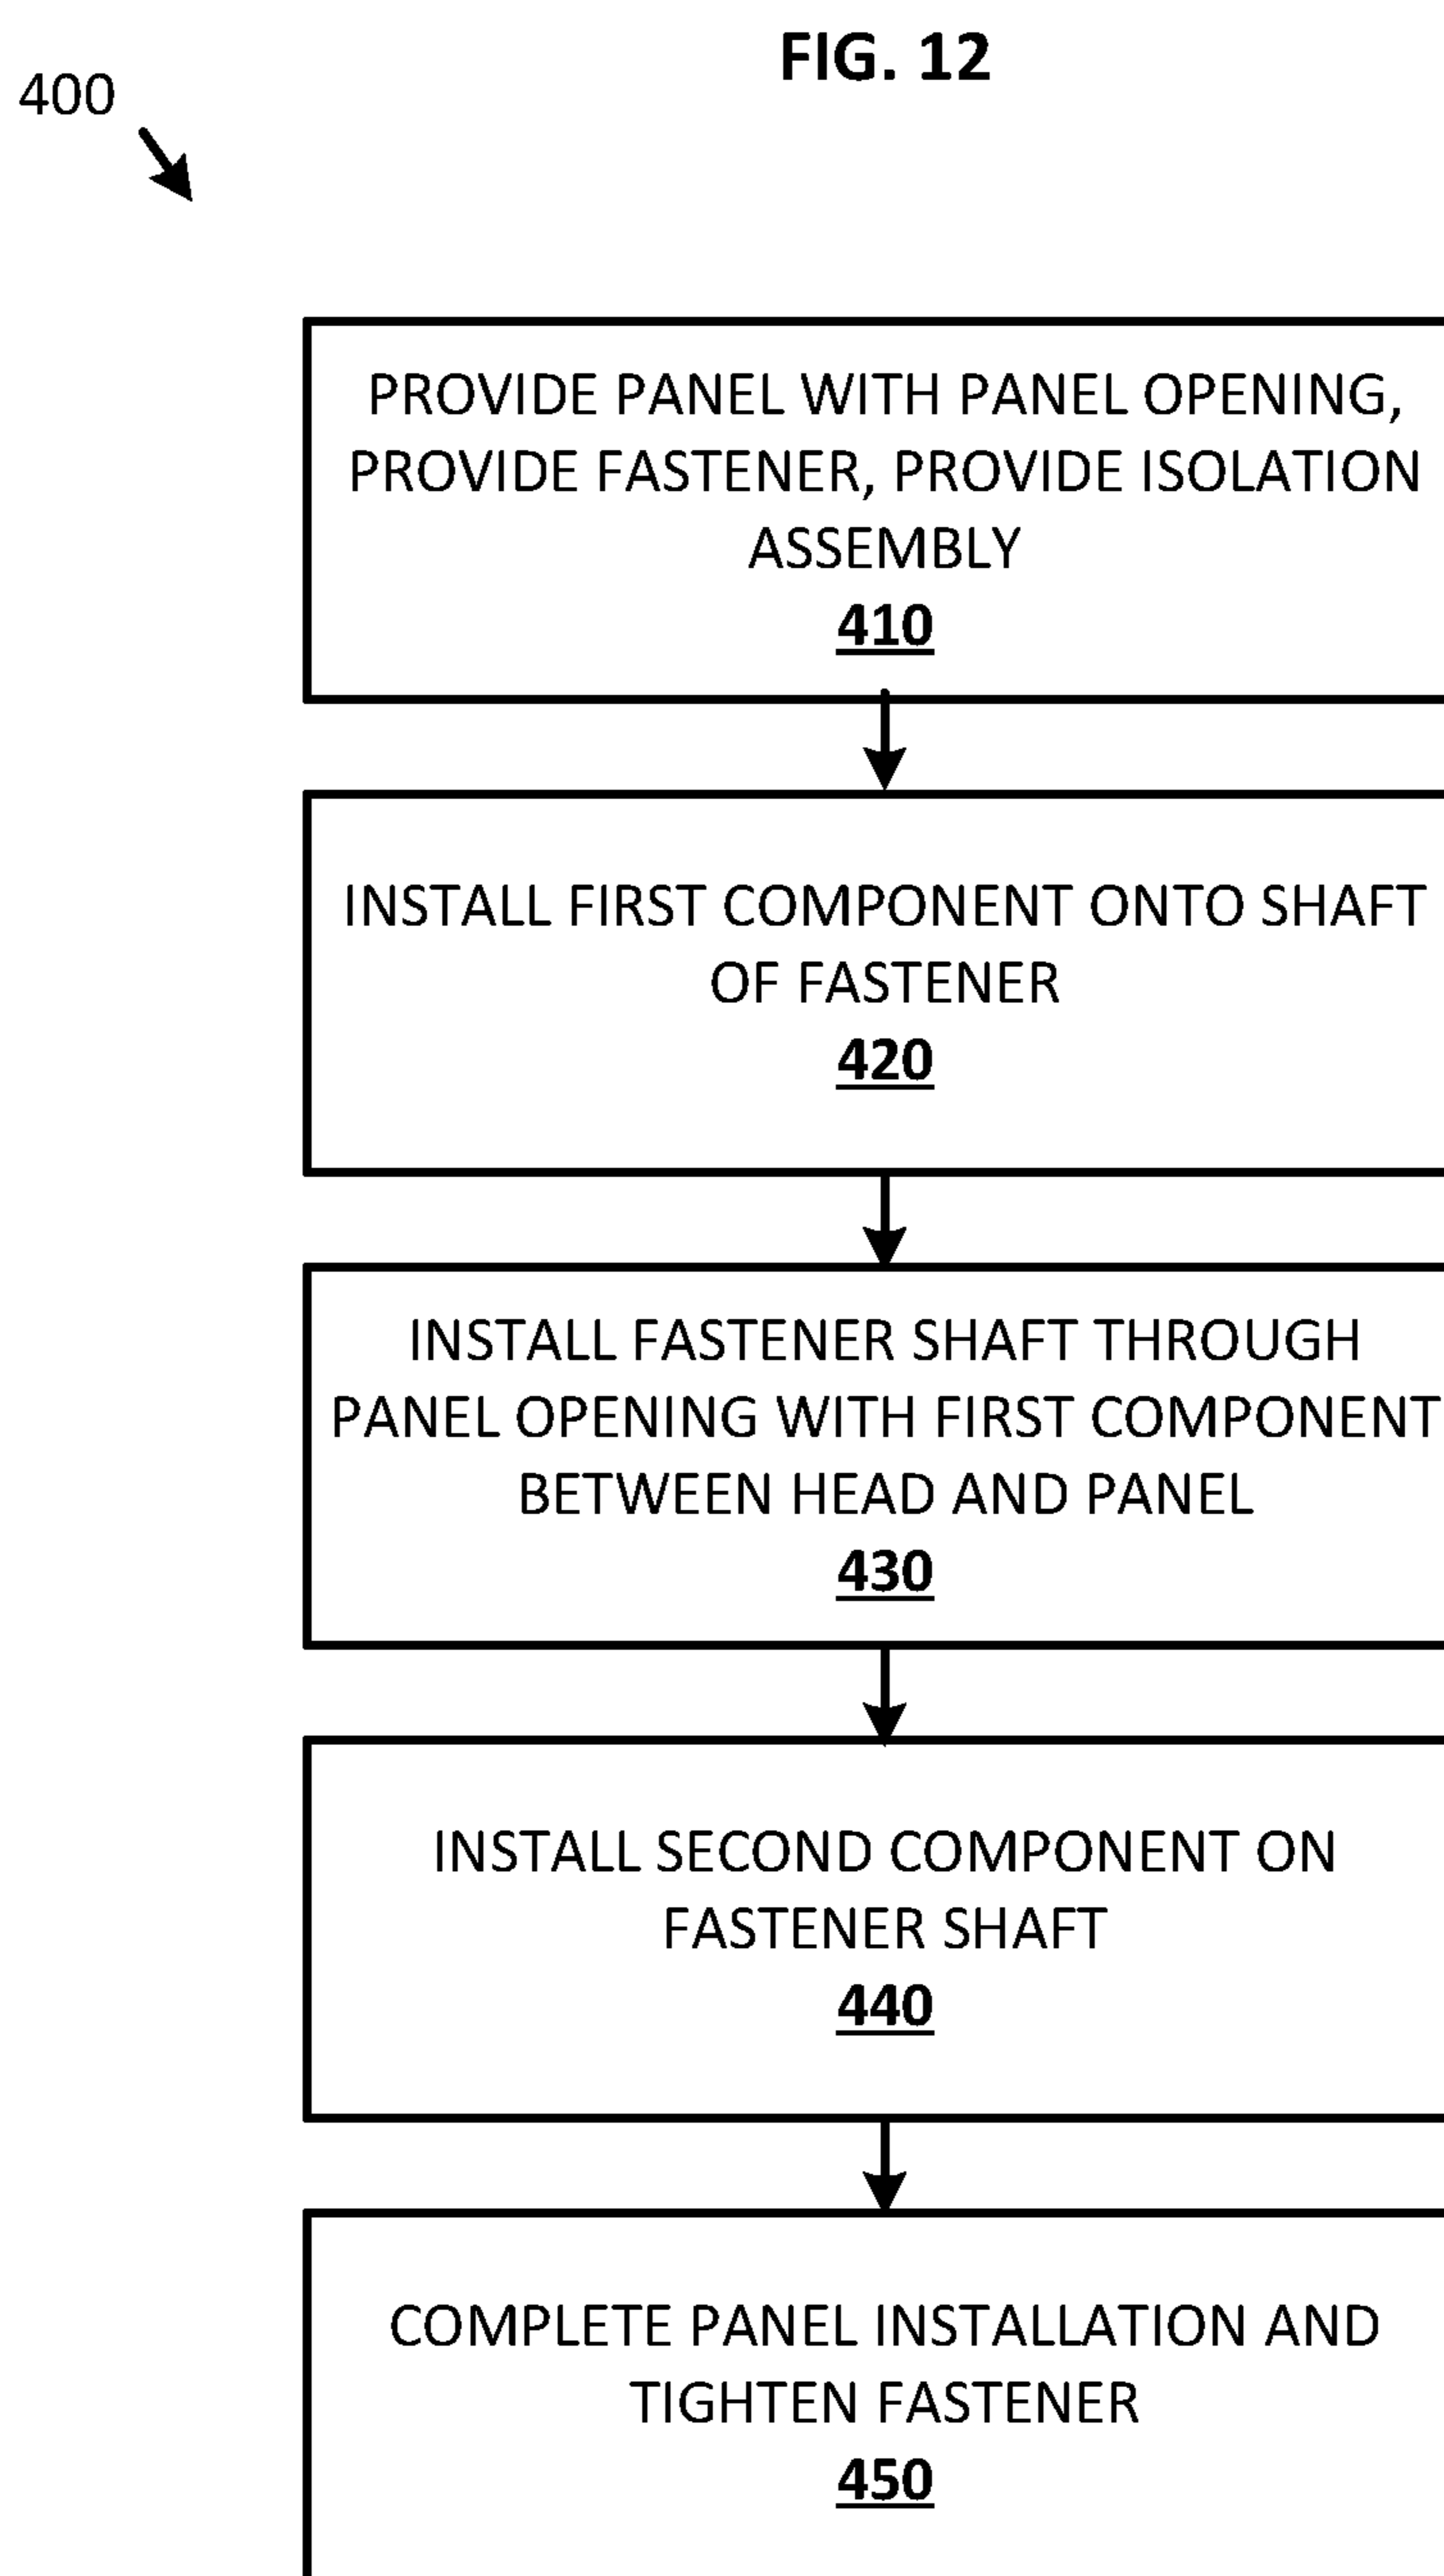 FIG. 12
400
PROVIDE PANEL WITH PANEL OPENING,
PROVIDE FASTENER, PROVIDE ISOLATION
ASSEMBLY
410
INSTALL FIRST COMPONENT ONTO SHAFT
OF FASTENER
420
INSTALL FASTENER SHAFT THROUGH
PANEL OPENING WITH FIRST COMPONENT
BETWEEN HEAD AND PANEL
430
INSTALL SECOND COMPONENT ON
FASTENER SHAFT
440
COMPLETE PANEL INSTALLATION AND
TIGHTEN FASTENER
450